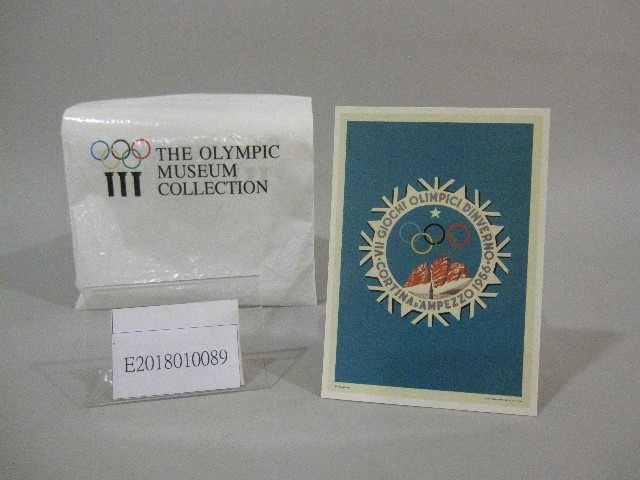 THE OLYMPIC
MUSEUM
COLLECTION
E2018010089
VII GIOCHI OLIMPICI D'INVERNO
CORTINA D'AMPEZZO 1956